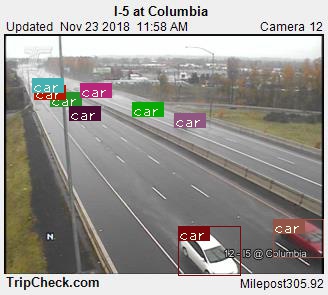 I-5 at Columbia
Updated Nov 23 2018 11:58 AM Camera 12
car
car
car
car
car
car
car
car
car
N
12 - I5 @ Columbia
TripCheck.com Milepost305.92